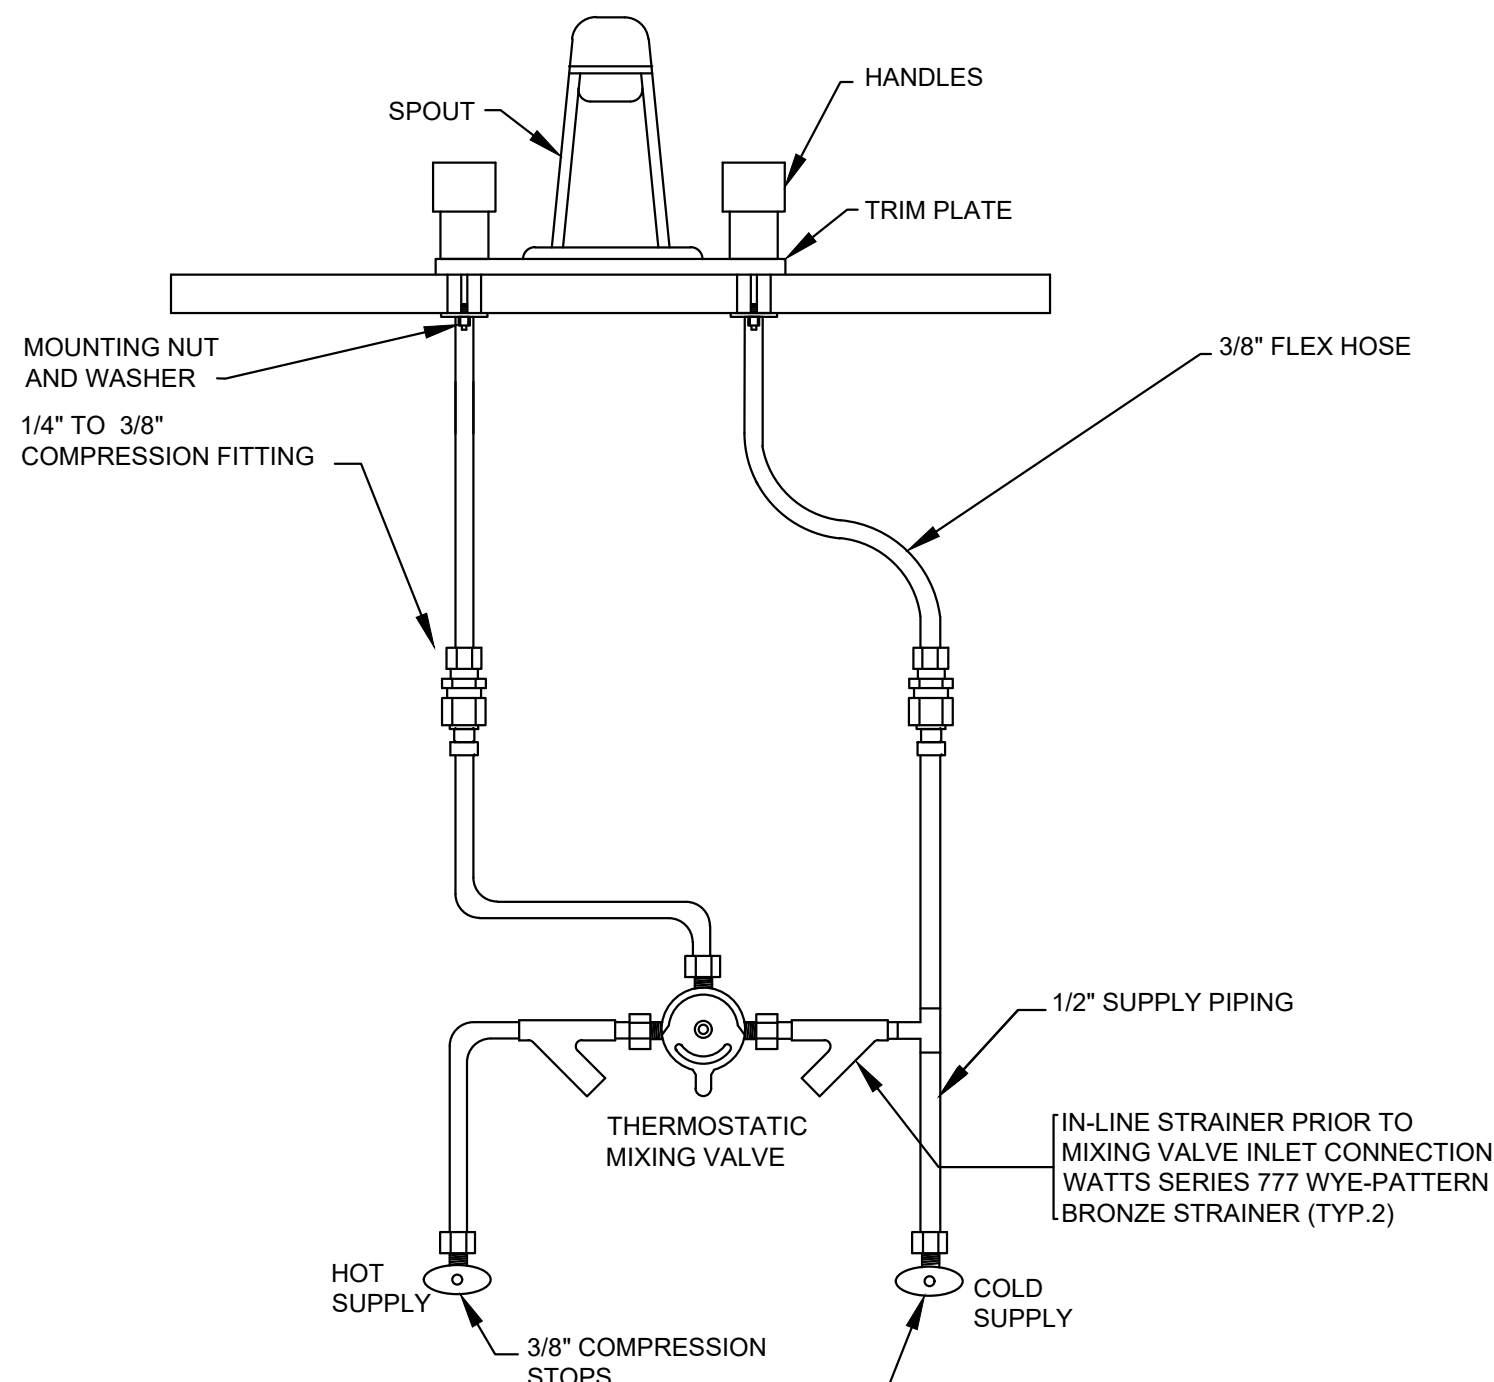 HANDLES
SPOUT
TRIM PLATE
MOUNTING NUT
AND WASHER
3/8" FLEX HOSE
1/4" TO 3/8"
COMPRESSION FITTING
1/2" SUPPLY PIPING
THERMOSTATIC
MIXING VALVE
IN-LINE STRAINER PRIOR TO
MIXING VALVE INLET CONNECTION
WATTS SERIES 777 WYE-PATTERN
BRONZE STRAINER (TYP.2)
HOT
SUPPLY
COLD
SUPPLY
3/8" COMPRESSION
STOPS